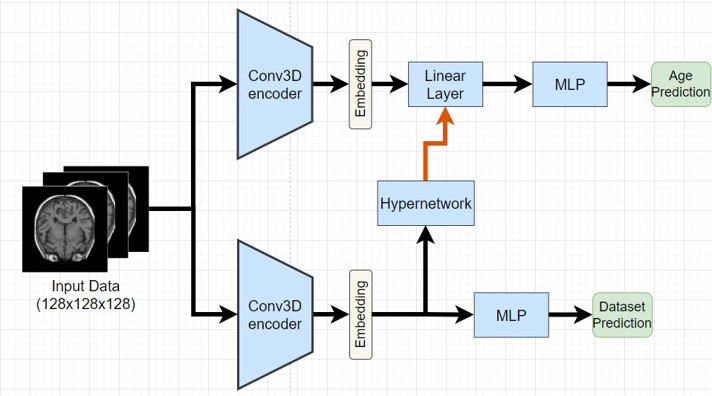 Conv3D
encoder
Embedding
Linear
Layer
MLP
Age
Prediction
Hypernetwork
Input Data
(128x128x128)
Conv3D
encoder
Embedding
MLP
Dataset
Prediction